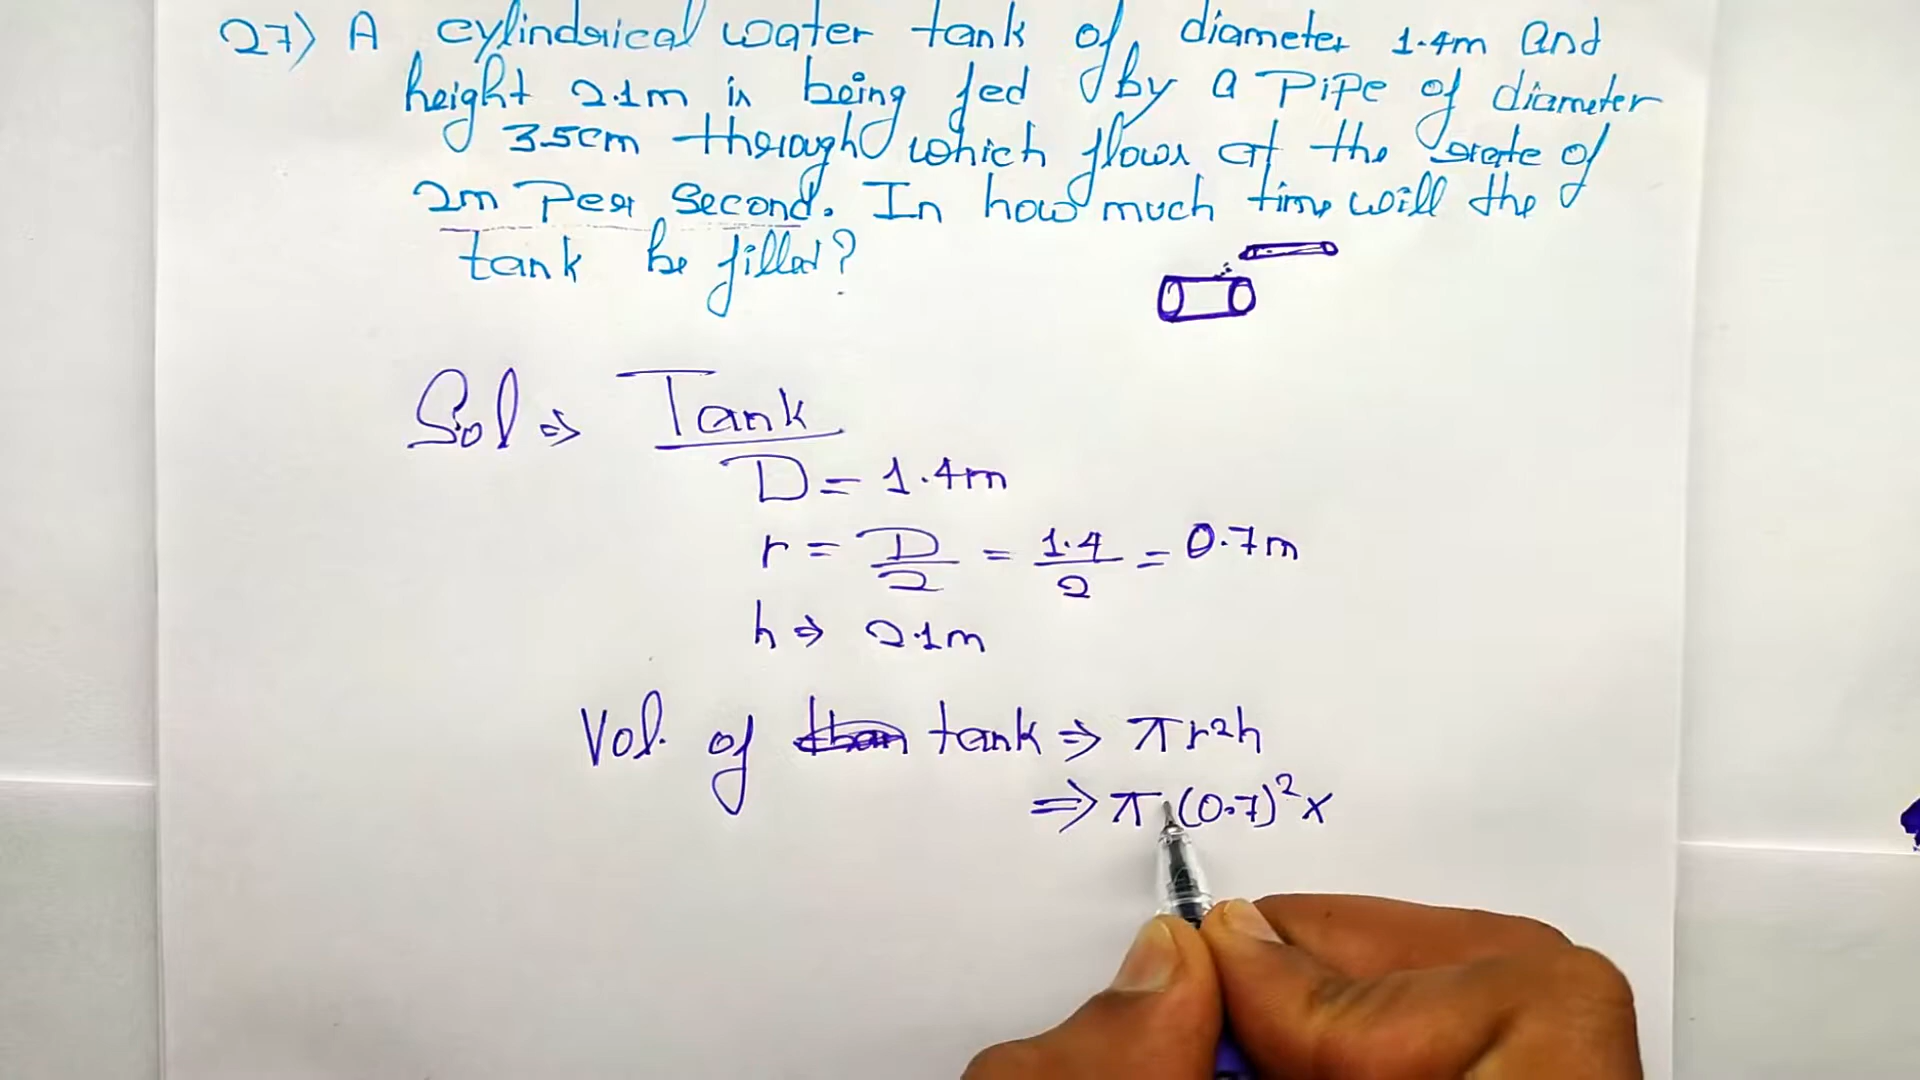 27) A cylindrical water tank of diameter 1.4m and
height 2.1m is being fed by a pipe of diameter
3.5cm through which flows at the rate of
2m per second. In how much time will the
tank be filled?
Sol ⇒ Tank
D = 1.4m
r = D/2 = 1.4/2 = 0.7m
h ⇒ 2.1m
Vol. of tank ⇒ πr²h
⇒ π (0.7)² x